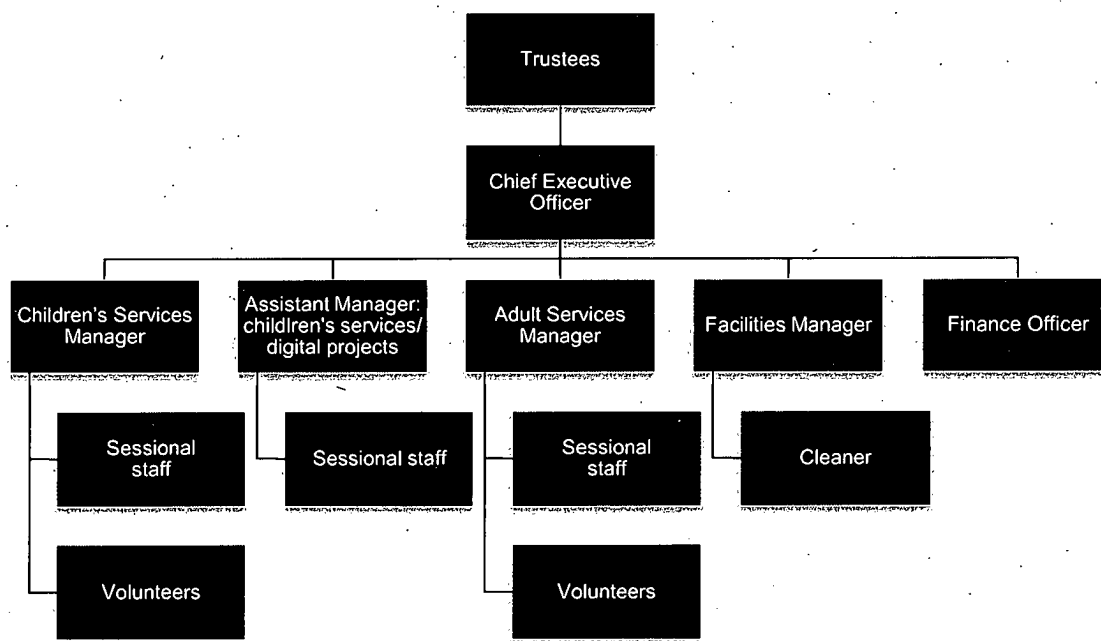 Trustees
Chief Executive
Officer
Children's Services
Manager
Assistant Manager:
childlren's services/
digital projects
Adult Services
Manager
Facilities Manager
Finance Officer
Sessional
staff
Sessional staff
Sessional
staff
Cleaner
Volunteers
Volunteers